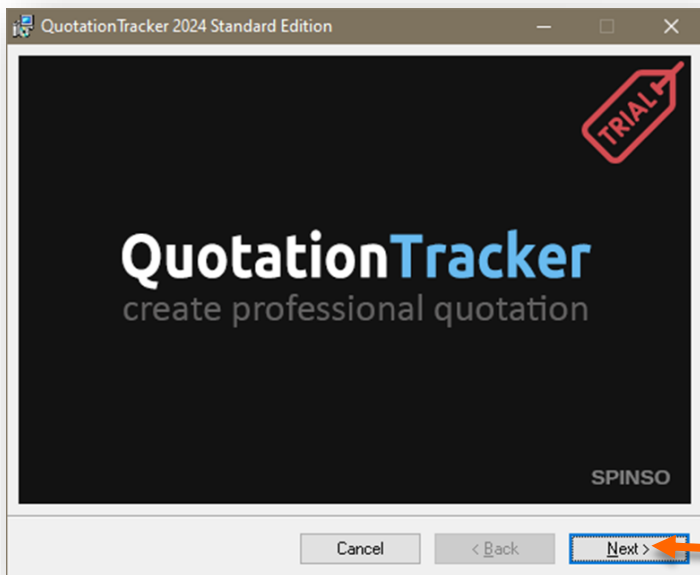 QuotationTracker 2024 Standard Edition
TRIAL
QuotationTracker
create professional quotation
SPINSO
Cancel
< Back
Next >